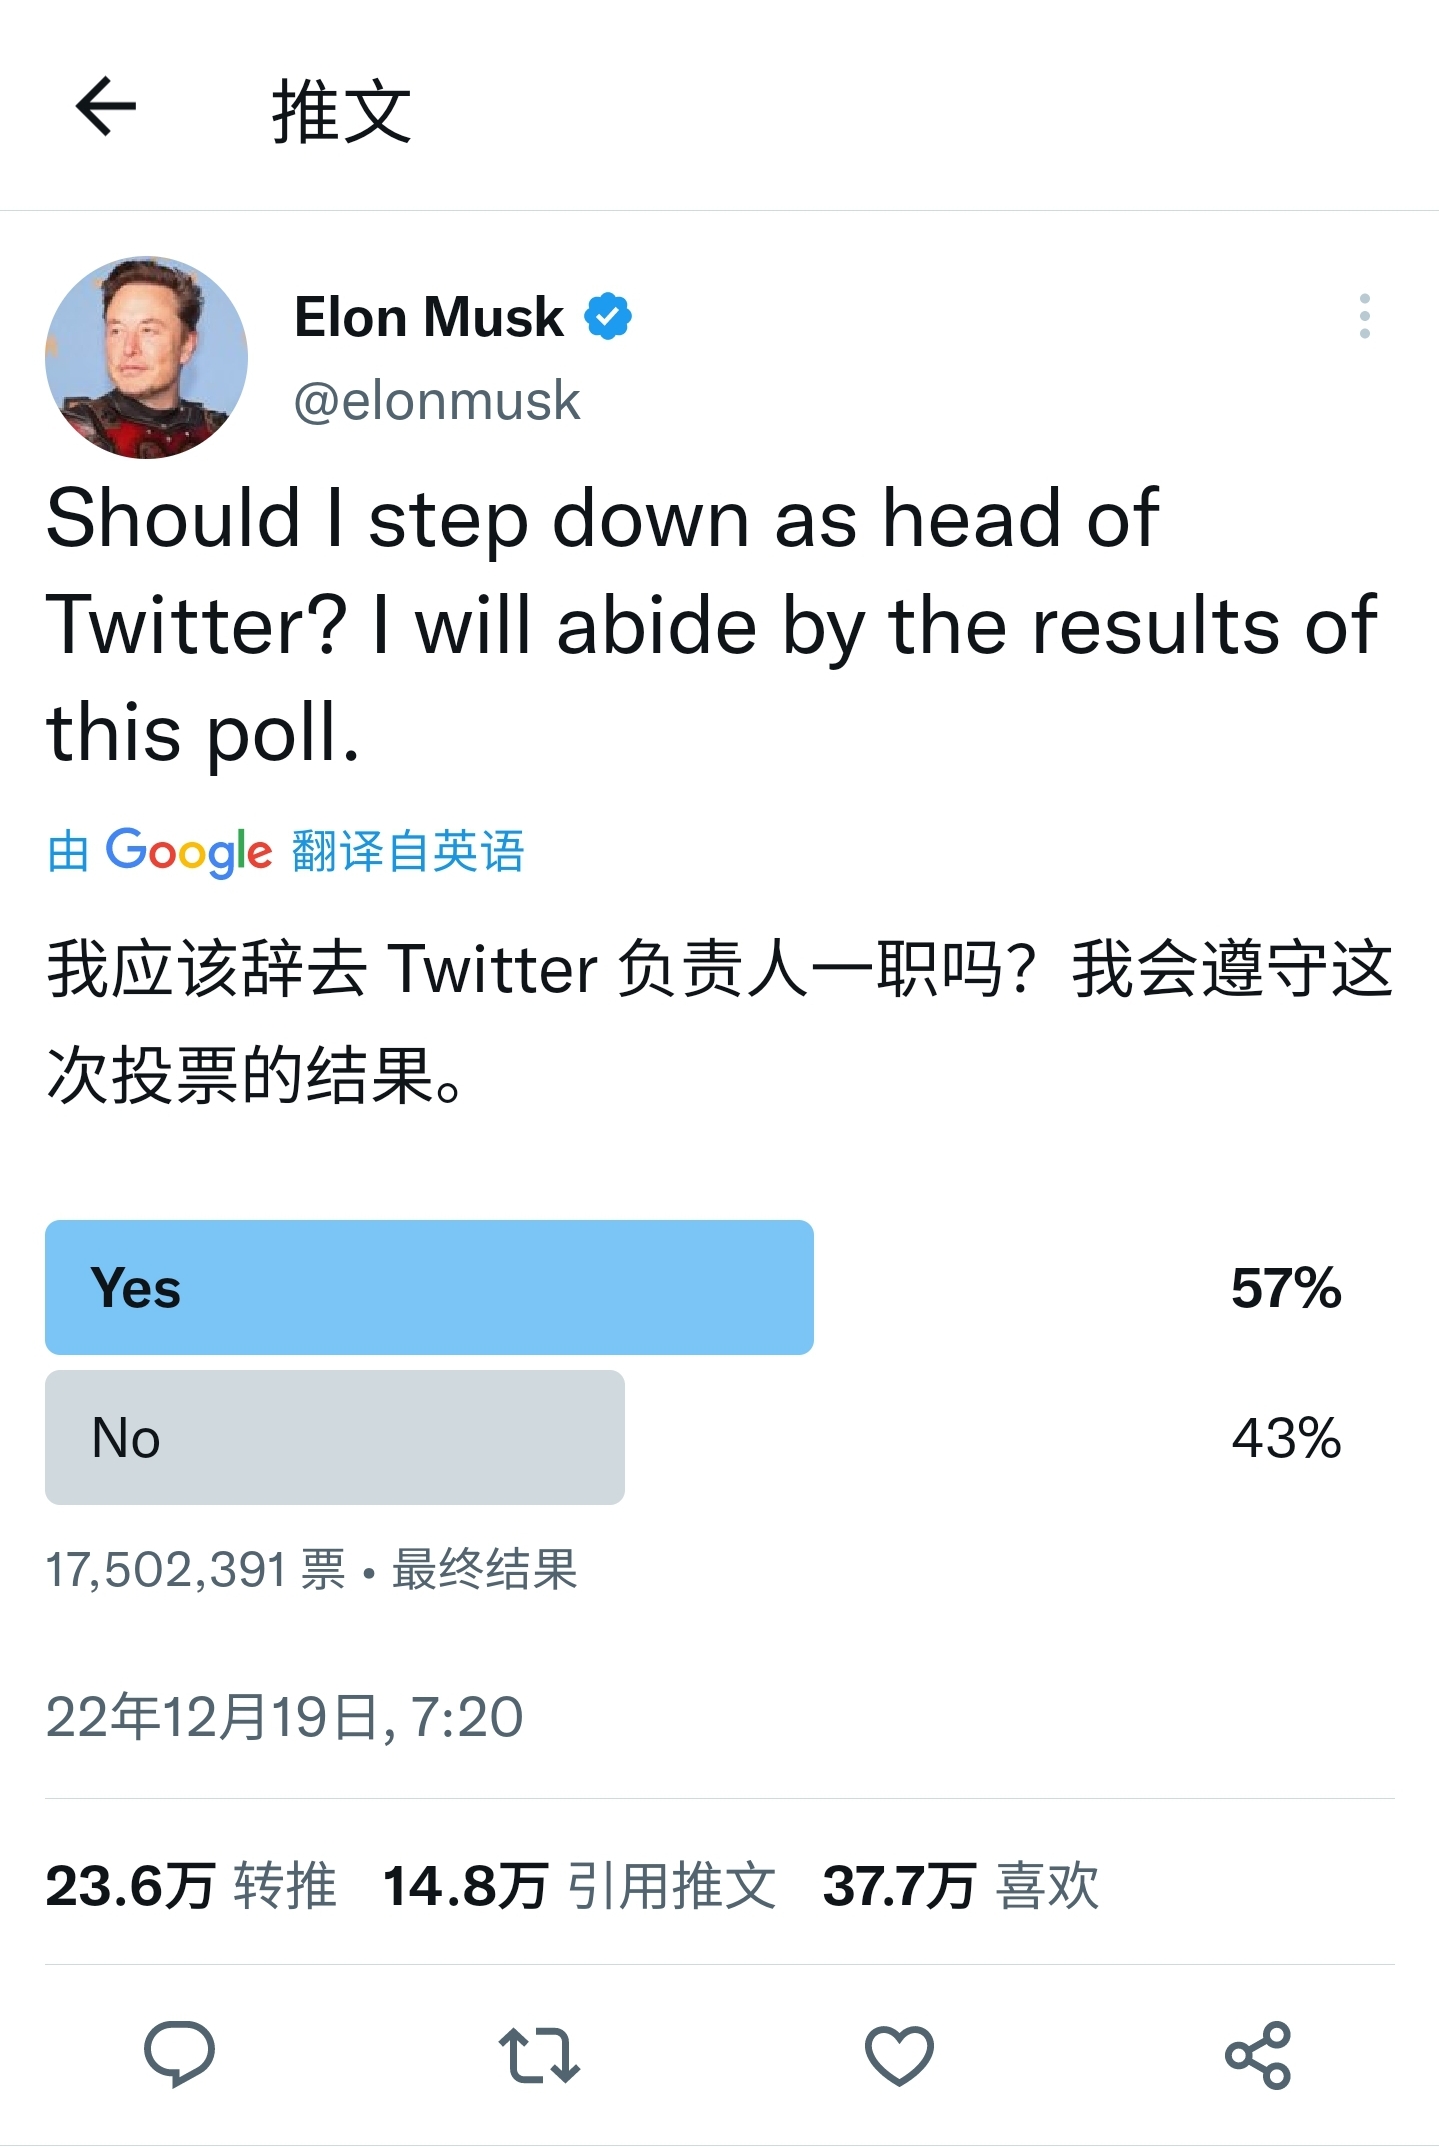 推文
Elon Musk
@elonmusk
Should I step down as head of
Twitter? I will abide by the results of
this poll.
由 Google 翻译自英语
我应该辞去 Twitter 负责人一职吗？我会遵守这
次投票的结果。
Yes 57%
No 43%
17,502,391 票 • 最终结果
22年12月19日, 7:20
23.6万 转推 14.8万 引用推文 37.7万 喜欢